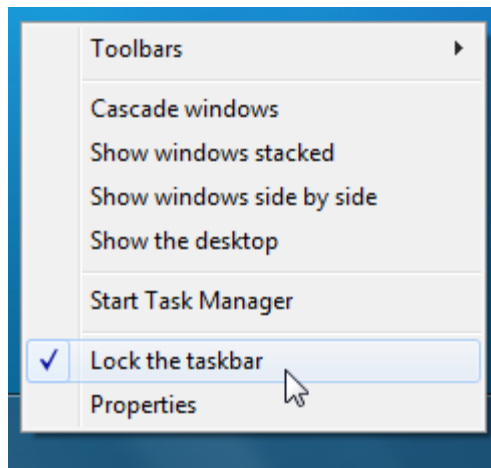 Toolbars
Cascade windows
Show windows stacked
Show windows side by side
Show the desktop
Start Task Manager
Lock the taskbar
Properties